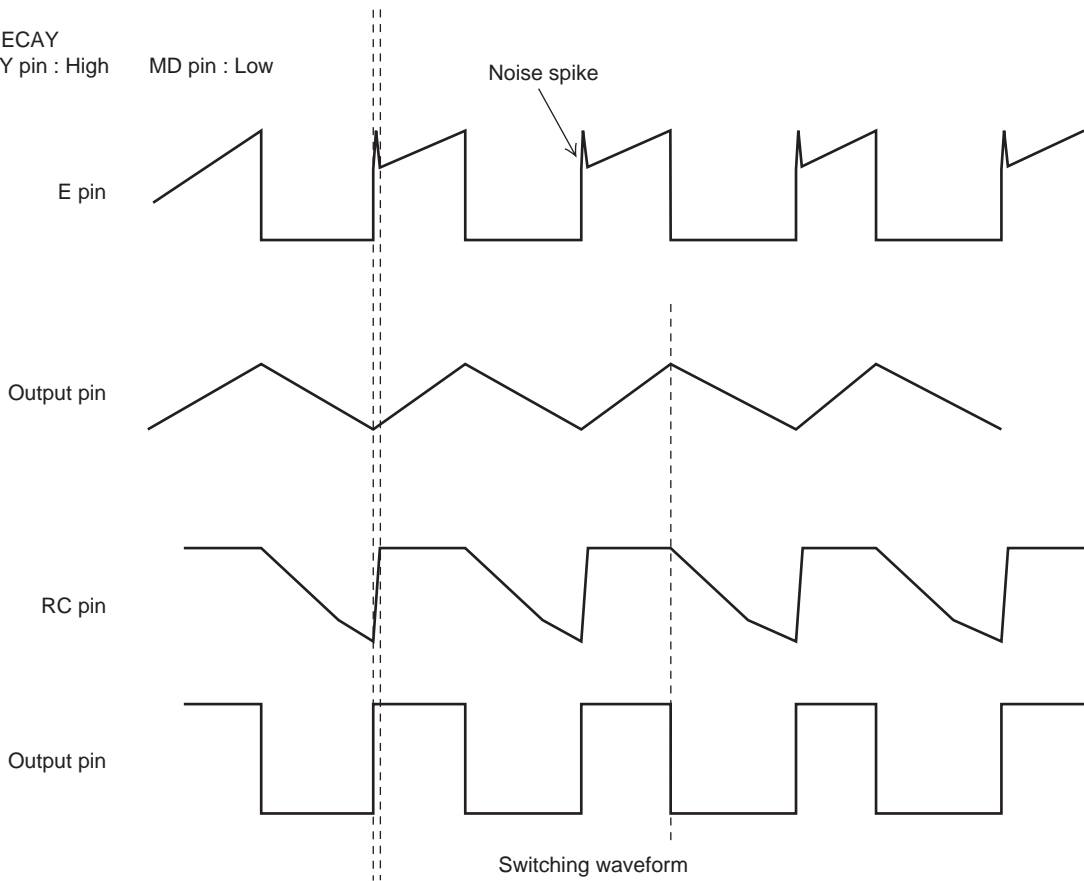 ECAY
Y pin : High MD pin : Low
Noise spike
E pin
Output pin
RC pin
Output pin
Switching waveform